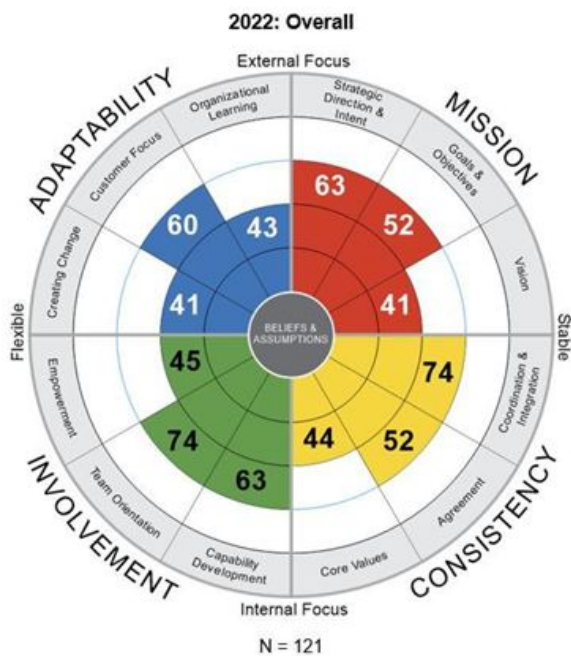 2022: Overall
External Focus
ADAPTABILITY
MISSION
Organizational
Learning
Strategic
Direction &
Intent
Customer Focus
Goals &
Objectives
Creating Change
Vision
63
52
41
60
43
41
BELIEFS &
ASSUMPTIONS
Flexible
Stable
45
74
63
74
52
44
Empowerment
Coordination &
Integration
Team Orientation
Agreement
Capability
Development
Core Values
INVOLVEMENT
CONSISTENCY
Internal Focus
N = 121